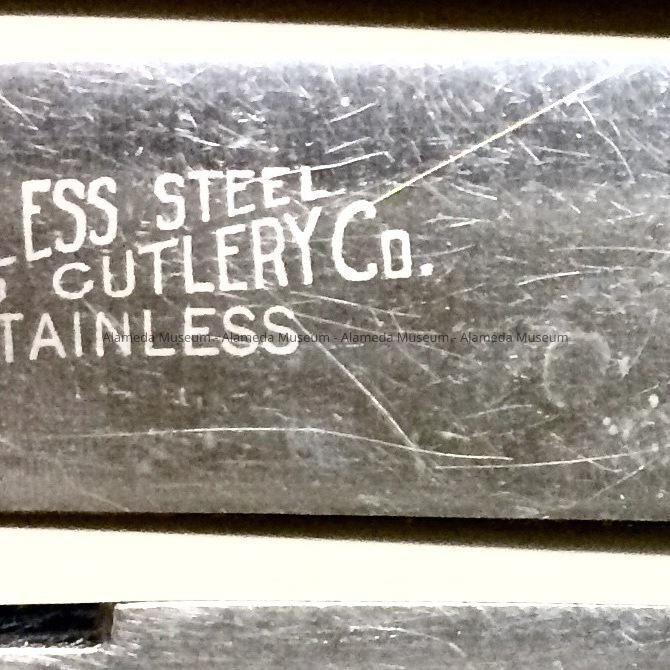 LESS STEEL
S CUTLERY Co.
TAINLESS
Alameda Museum - Alameda Museum - Alameda Museum - Alameda Museum